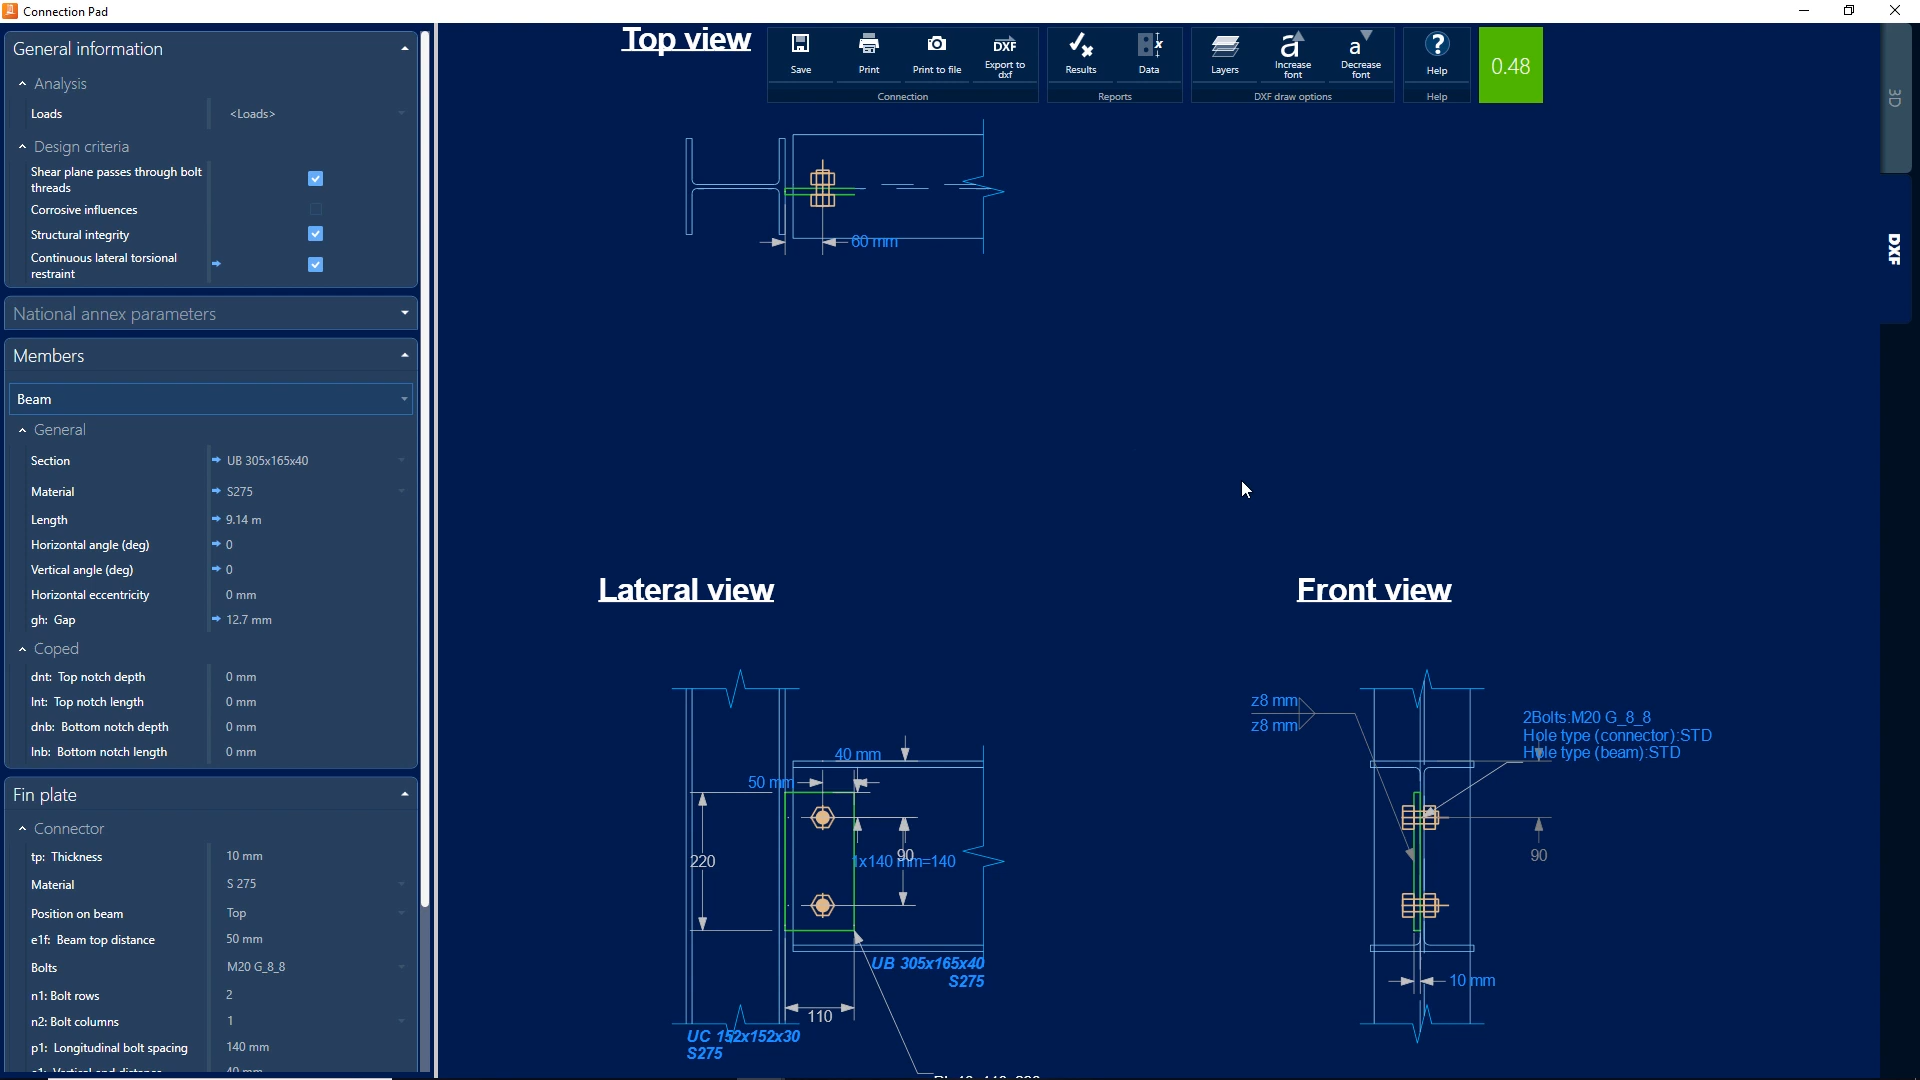 Connection Pad
General information
Analysis
Loads
<Loads>
Design criteria
Shear plane passes through bolt
threads
Corrosive influences
Structural integrity
Continuous lateral torsional
restraint
National annex parameters
Members
Beam
General
Section
UB 305x165x40
Material
S275
Length
9.14 m
Horizontal angle (deg)
0
Vertical angle (deg)
0
Horizontal eccentricity
0 mm
gh: Gap
12.7 mm
Coped
dnt: Top notch depth
0 mm
lnt: Top notch length
0 mm
dnb: Bottom notch depth
0 mm
lnb: Bottom notch length
0 mm
Fin plate
Connector
tp: Thickness
10 mm
Material
S 275
Position on beam
Top
e1f: Beam top distance
50 mm
Bolts
M20 G_8_8
n1: Bolt rows
2
n2: Bolt columns
1
p1: Longitudinal bolt spacing
140 mm
Top view
Save
Print
Print to file
DXF
Export to
dxf
Connection
Results
Data
Reports
Layers
a
Increase
font
a
Decrease
font
DXF draw options
?
Help
Help
0.48
3D
DXF
60 mm
Lateral view
40 mm
50 mm
220
1x140 mm=140
90
UB 305x165x40
S275
110
UC 152x152x30
S275
Front view
z8 mm
z8 mm
2Bolts:M20 G_8_8
Hole type (connector):STD
Hole type (beam):STD
90
10 mm